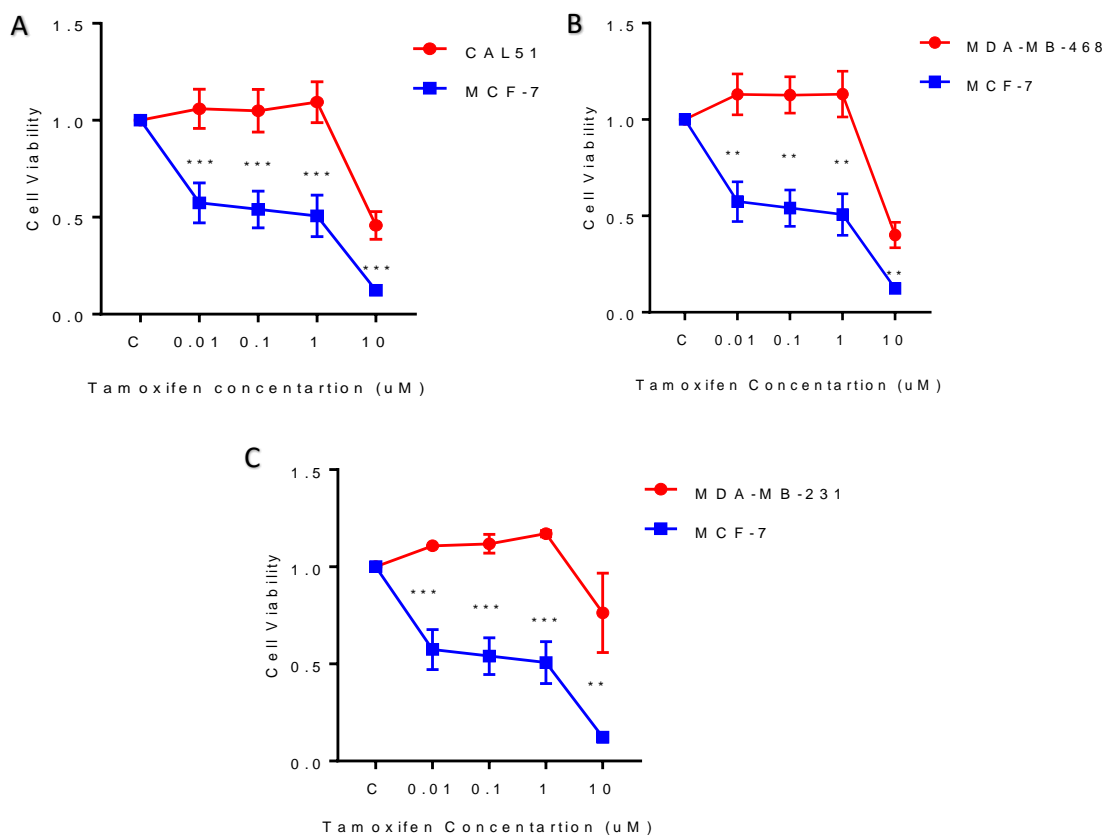 A
1.5
1.0
0.5
0.0
Cell Viability
CAL51
MCF-7
***
***
***
***
C 0.01 0.1 1 10
Tamoxifen concentartion (uM)
B
1.5
1.0
0.5
0.0
Cell Viability
MDA-MB-468
MCF-7
**
**
**
**
C 0.01 0.1 1 10
Tamoxifen Concentartion (uM)
C
1.5
1.0
0.5
0.0
Cell Viability
MDA-MB-231
MCF-7
***
***
***
**
C 0.01 0.1 1 10
Tamoxifen Concentartion (uM)